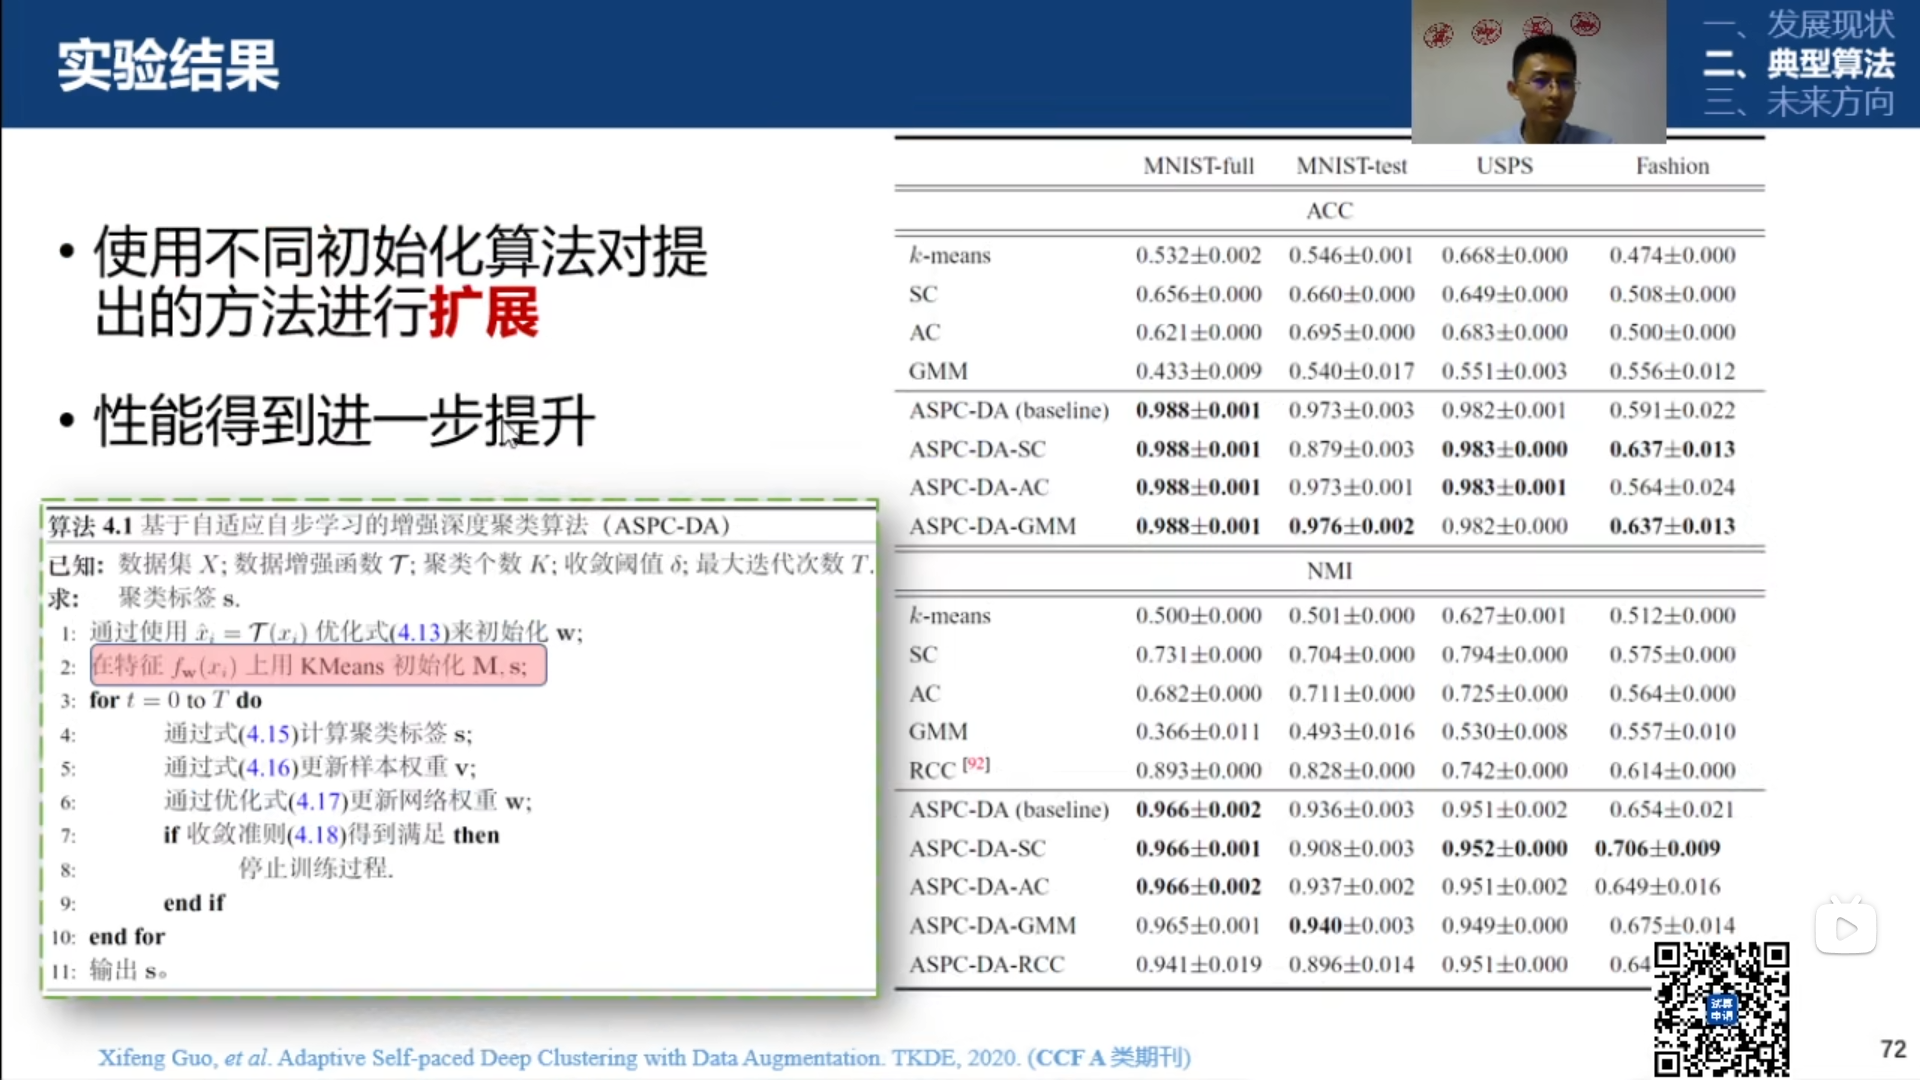 实验结果
一、发展现状
二、典型算法
三、未来方向
• 使用不同初始化算法对提
出的方法进行扩展
• 性能得到进一步提升
算法 4.1 基于自适应自步学习的增强深度聚类算法（ASPC-DA）
已知: 数据集 X; 数据增强函数 𝒯; 聚类个数 K; 收敛阈值 δ; 最大迭代次数 T.
求: 聚类标签 s.
1: 通过使用 x̂ᵢ = 𝒯(xᵢ) 优化式(4.13)来初始化 w;
2: 在特征 f_w(xᵢ) 上用 KMeans 初始化 M, s;
3: for t = 0 to T do
4: 通过式(4.15)计算聚类标签 s;
5: 通过式(4.16)更新样本权重 v;
6: 通过优化式(4.17)更新网络权重 w;
7: if 收敛准则(4.18)得到满足 then
8: 停止训练过程.
9: end if
10: end for
11: 输出 s。
MNIST-full MNIST-test USPS Fashion
ACC
k-means 0.532±0.002 0.546±0.001 0.668±0.000 0.474±0.000
SC 0.656±0.000 0.660±0.000 0.649±0.000 0.508±0.000
AC 0.621±0.000 0.695±0.000 0.683±0.000 0.500±0.000
GMM 0.433±0.009 0.540±0.017 0.551±0.003 0.556±0.012
ASPC-DA (baseline) 0.988±0.001 0.973±0.003 0.982±0.001 0.591±0.022
ASPC-DA-SC 0.988±0.001 0.879±0.003 0.983±0.000 0.637±0.013
ASPC-DA-AC 0.988±0.001 0.973±0.001 0.983±0.001 0.564±0.024
ASPC-DA-GMM 0.988±0.001 0.976±0.002 0.982±0.000 0.637±0.013
NMI
k-means 0.500±0.000 0.501±0.000 0.627±0.001 0.512±0.000
SC 0.731±0.000 0.704±0.000 0.794±0.000 0.575±0.000
AC 0.682±0.000 0.711±0.000 0.725±0.000 0.564±0.000
GMM 0.366±0.011 0.493±0.016 0.530±0.008 0.557±0.010
RCC [92] 0.893±0.000 0.828±0.000 0.742±0.000 0.614±0.000
ASPC-DA (baseline) 0.966±0.002 0.936±0.003 0.951±0.002 0.654±0.021
ASPC-DA-SC 0.966±0.001 0.908±0.003 0.952±0.000 0.706±0.009
ASPC-DA-AC 0.966±0.002 0.937±0.002 0.951±0.002 0.649±0.016
ASPC-DA-GMM 0.965±0.001 0.940±0.003 0.949±0.000 0.675±0.014
ASPC-DA-RCC 0.941±0.019 0.896±0.014 0.951±0.000 0.64
试算
申请
Xifeng Guo, et al. Adaptive Self-paced Deep Clustering with Data Augmentation. TKDE, 2020. (CCF A 类期刊)
72